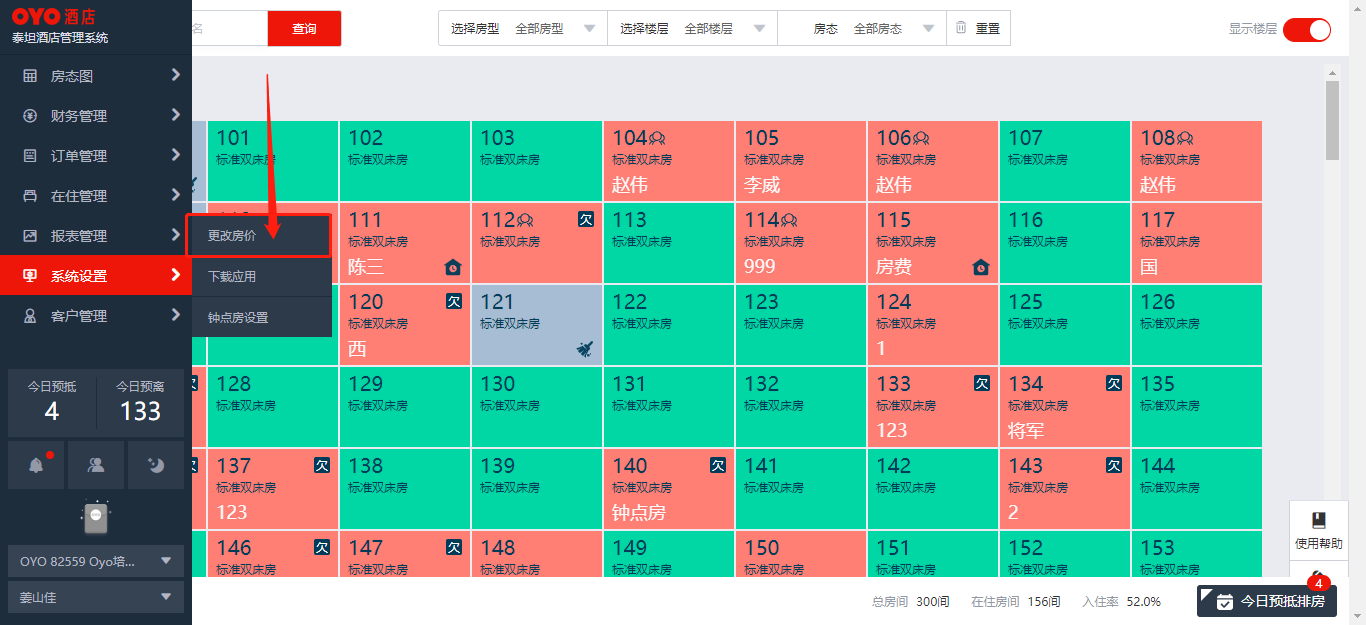 OYO 酒店
泰坦酒店管理系统
房态图
财务管理
订单管理
在住管理
报表管理
系统设置
客户管理
更改房价
下载应用
钟点房设置
今日预抵
4
今日预离
133
OYO 82559 Oyo培...
姜山佳
名
查询
选择房型 全部房型
选择楼层 全部楼层
房态 全部房态
重置
显示楼层
101
标准双床房
102
标准双床房
103
标准双床房
104
标准双床房
赵伟
105
标准双床房
李威
106
标准双床房
赵伟
107
标准双床房
108
标准双床房
赵伟
111
标准双床房
陈三
112 欠
标准双床房
113
标准双床房
114
标准双床房
999
115
标准双床房
房费
116
标准双床房
117
标准双床房
国
120 欠
标准双床房
西
121
标准双床房
122
标准双床房
123
标准双床房
124
标准双床房
1
125
标准双床房
126
标准双床房
128
标准双床房
129
标准双床房
130
标准双床房
131
标准双床房
132
标准双床房
133 欠
标准双床房
123
134 欠
标准双床房
将军
135
标准双床房
137 欠
标准双床房
123
138
标准双床房
139
标准双床房
140 欠
标准双床房
钟点房
141
标准双床房
142
标准双床房
143 欠
标准双床房
2
144
标准双床房
146 欠
标准双床房
147 欠
标准双床房
148
标准双床房
149
标准双床房
150
标准双床房
151
标准双床房
152
标准双床房
153
标准双床房
使用帮助
总房间 300间 在住房间 156间 入住率 52.0%
4
今日预抵排房